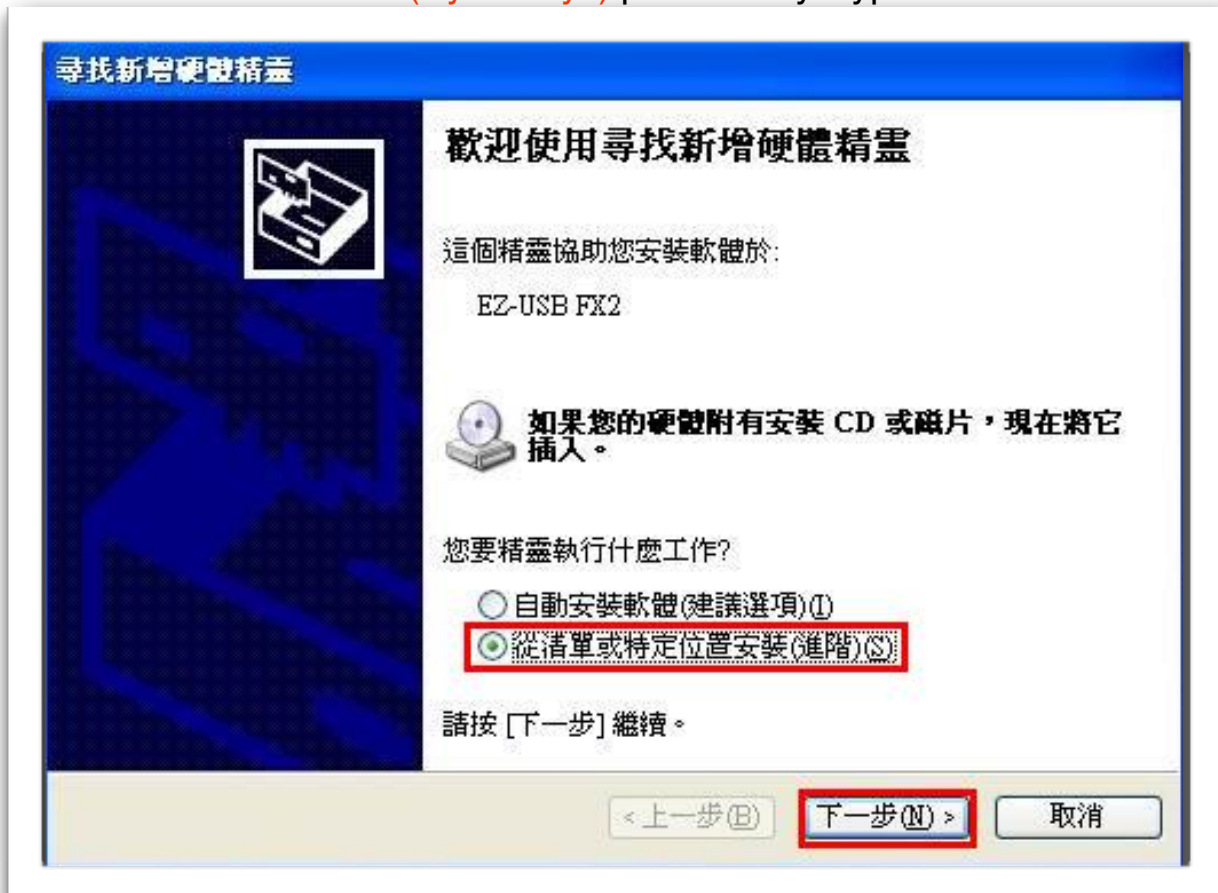 尋找新增硬體精靈
歡迎使用尋找新增硬體精靈
這個精靈協助您安裝軟體於:
EZ-USB FX2
如果您的硬體附有安裝 CD 或磁片，現在將它
插入。
您要精靈執行什麼工作?
自動安裝軟體(建議選項)(I)
從清單或特定位置安裝(進階)(S)
請按 [下一步] 繼續。
<上一步(B)
下一步(N) >
取消